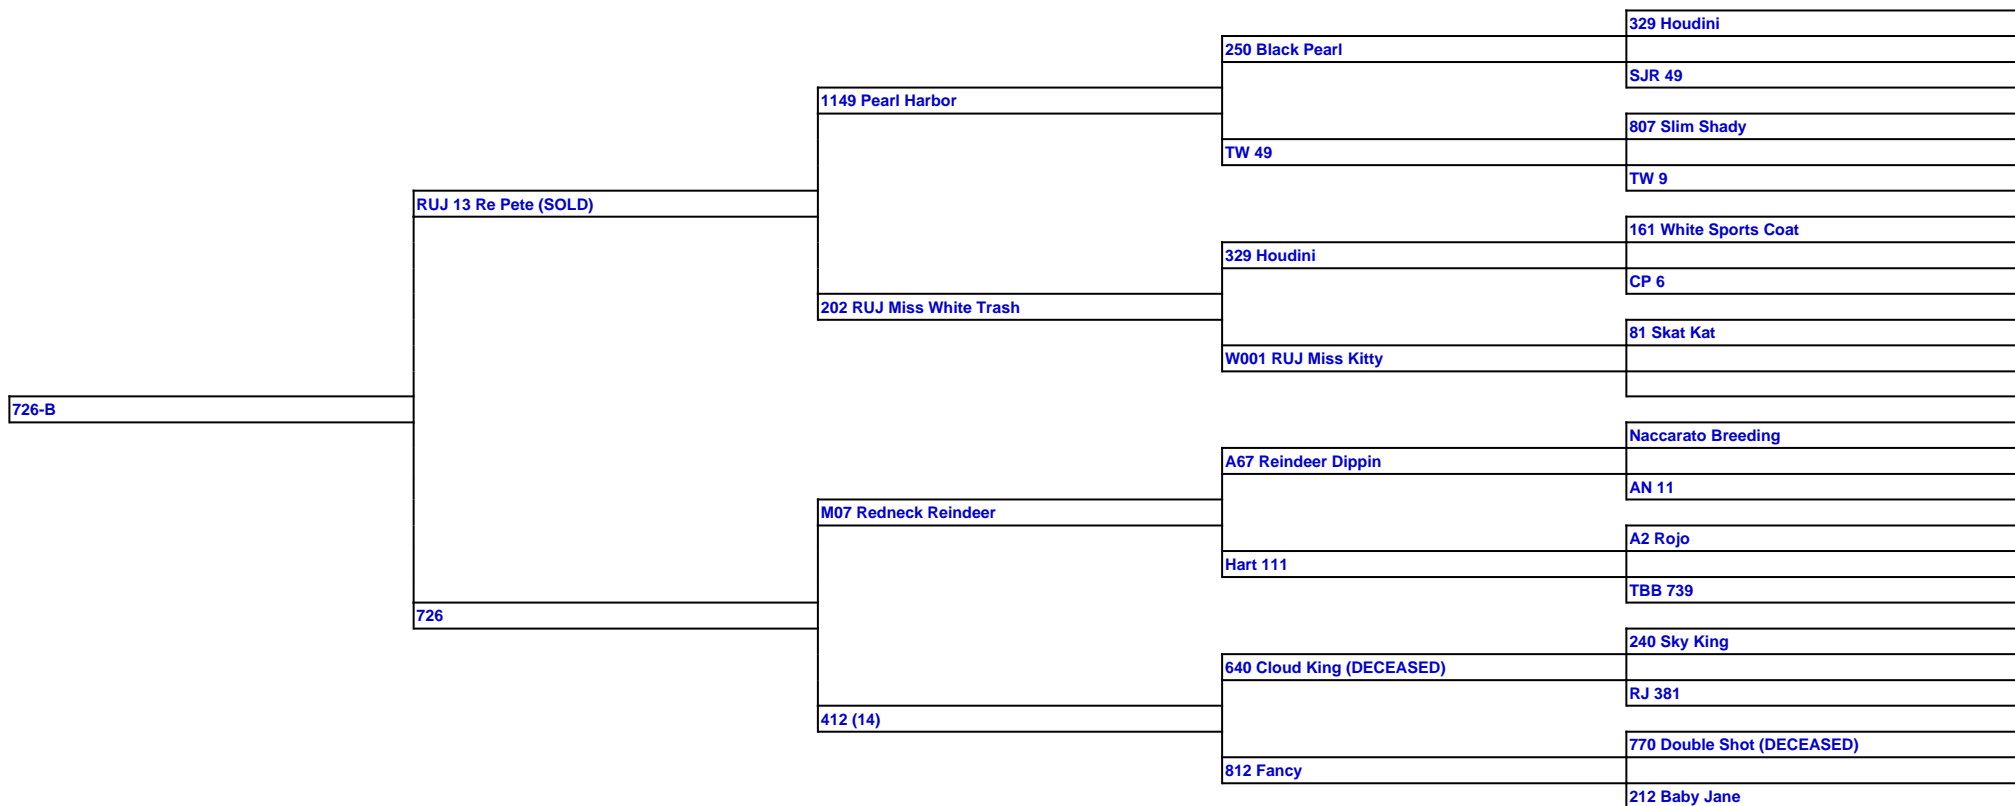 329 Houdini
250 Black Pearl
SJR 49
1149 Pearl Harbor
807 Slim Shady
TW 49
TW 9
RUJ 13 Re Pete (SOLD)
161 White Sports Coat
329 Houdini
CP 6
202 RUJ Miss White Trash
81 Skat Kat
W001 RUJ Miss Kitty
726-B
Naccarato Breeding
A67 Reindeer Dippin
AN 11
M07 Redneck Reindeer
A2 Rojo
Hart 111
TBB 739
726
240 Sky King
640 Cloud King (DECEASED)
RJ 381
412 (14)
770 Double Shot (DECEASED)
812 Fancy
212 Baby Jane